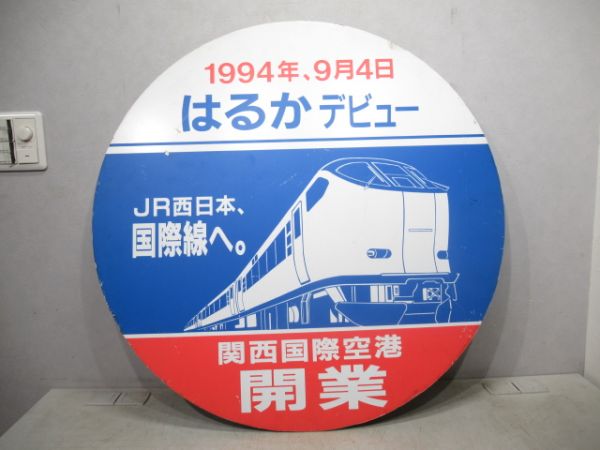 1994年、9月4日
はるかデビュー
JR西日本、
国際線へ。
関西国際空港
開業